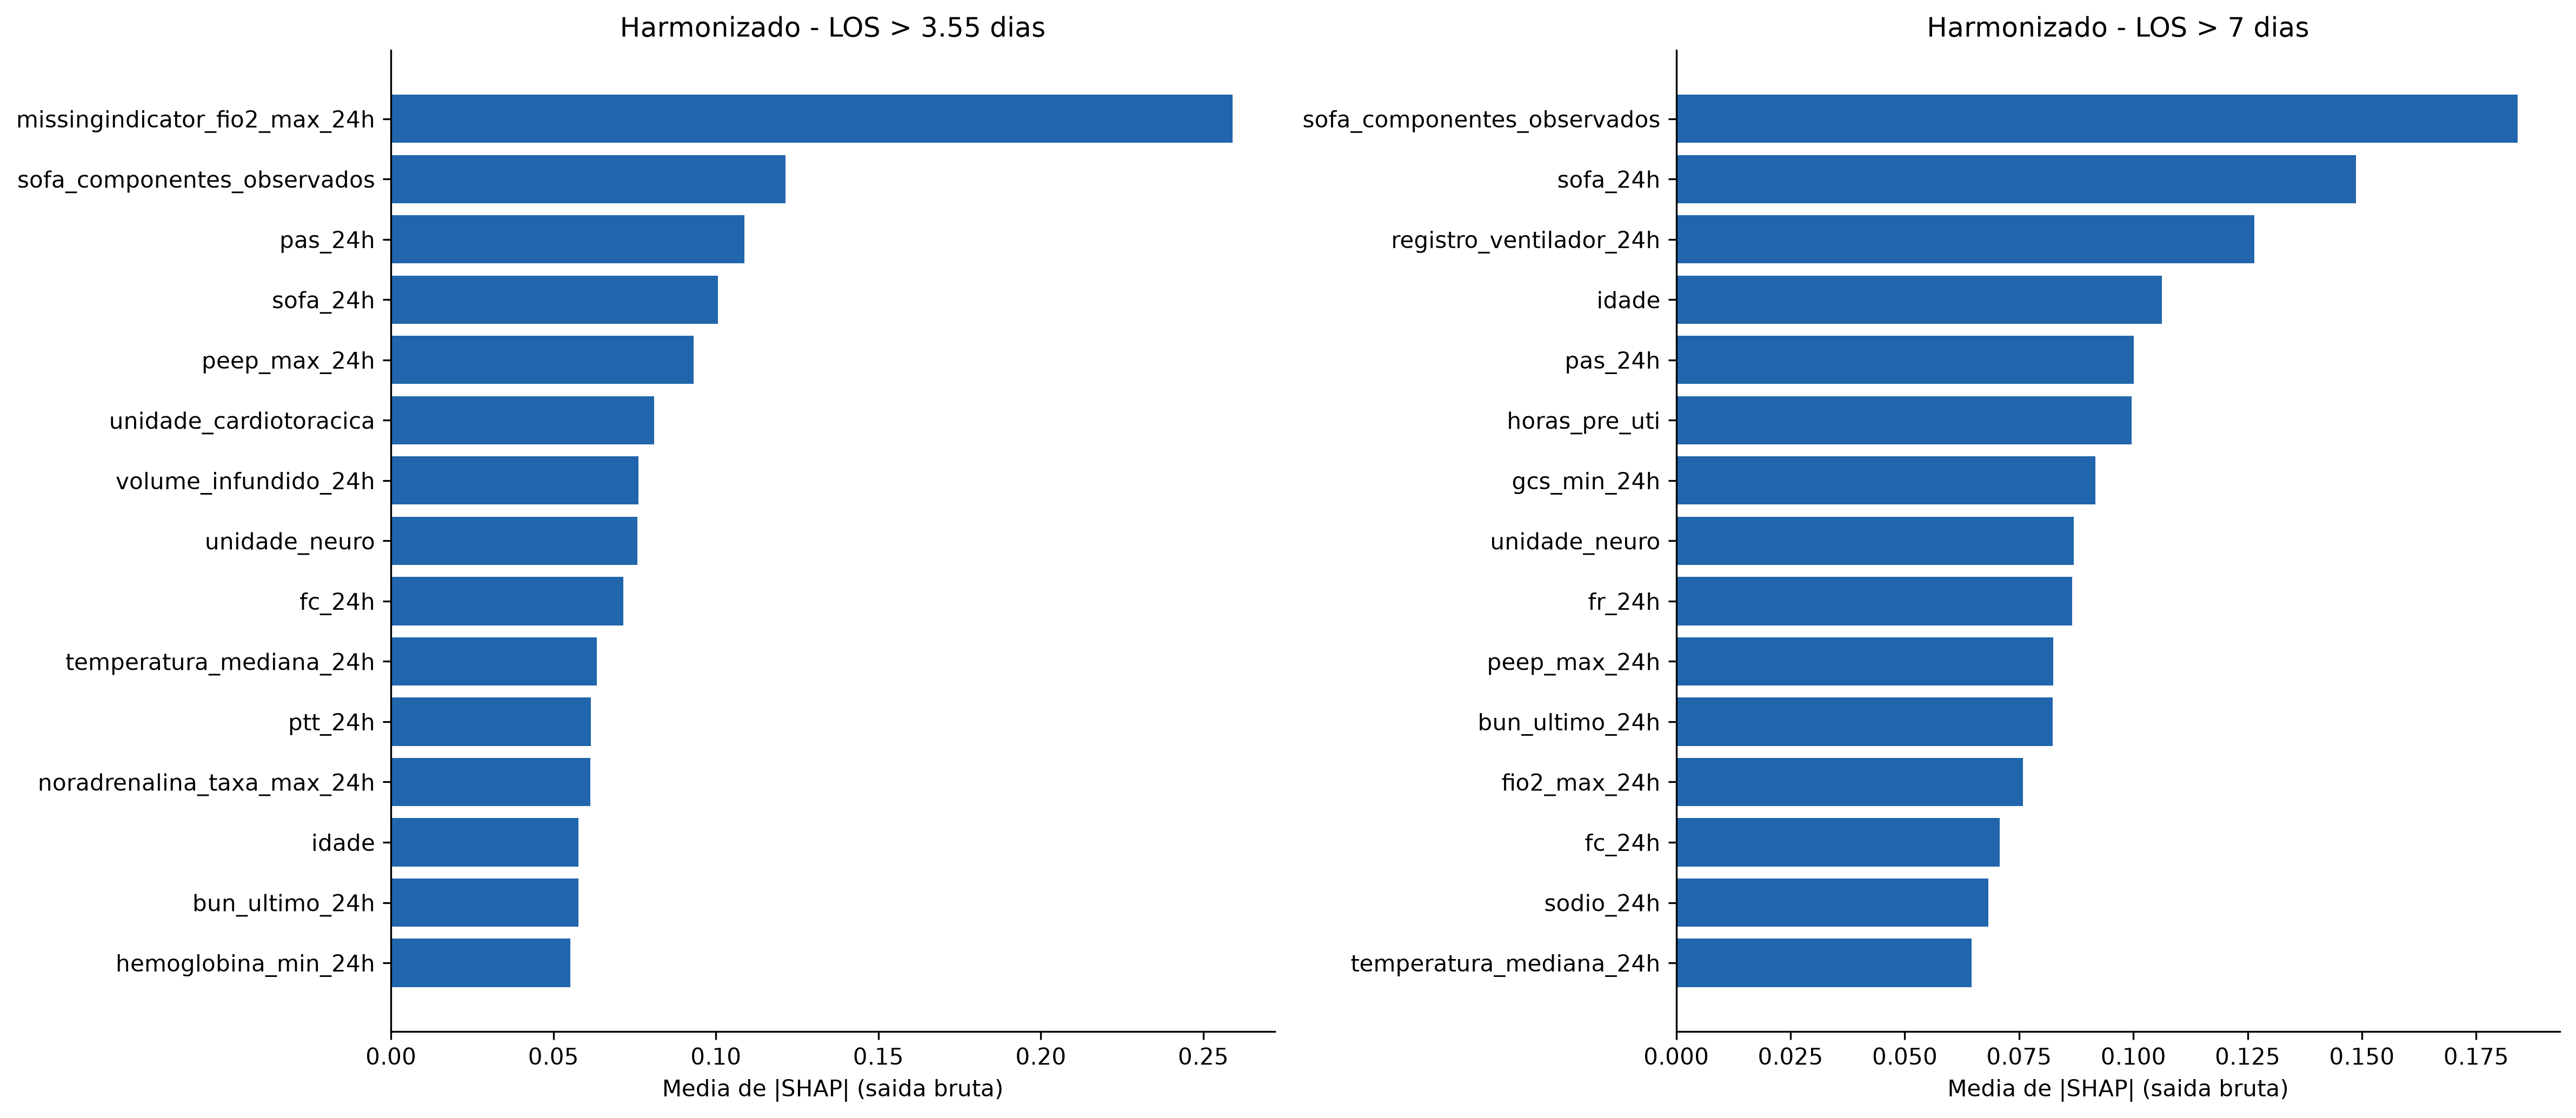 Harmonizado - LOS > 3.55 dias
missingindicator_fio2_max_24h
sofa_componentes_observados
pas_24h
sofa_24h
peep_max_24h
unidade_cardiotoracica
volume_infundido_24h
unidade_neuro
fc_24h
temperatura_mediana_24h
ptt_24h
noradrenalina_taxa_max_24h
idade
bun_ultimo_24h
hemoglobina_min_24h
0.00 0.05 0.10 0.15 0.20 0.25
Media de |SHAP| (saida bruta)
Harmonizado - LOS > 7 dias
sofa_componentes_observados
sofa_24h
registro_ventilador_24h
idade
pas_24h
horas_pre_uti
gcs_min_24h
unidade_neuro
fr_24h
peep_max_24h
bun_ultimo_24h
fio2_max_24h
fc_24h
sodio_24h
temperatura_mediana_24h
0.000 0.025 0.050 0.075 0.100 0.125 0.150 0.175
Media de |SHAP| (saida bruta)